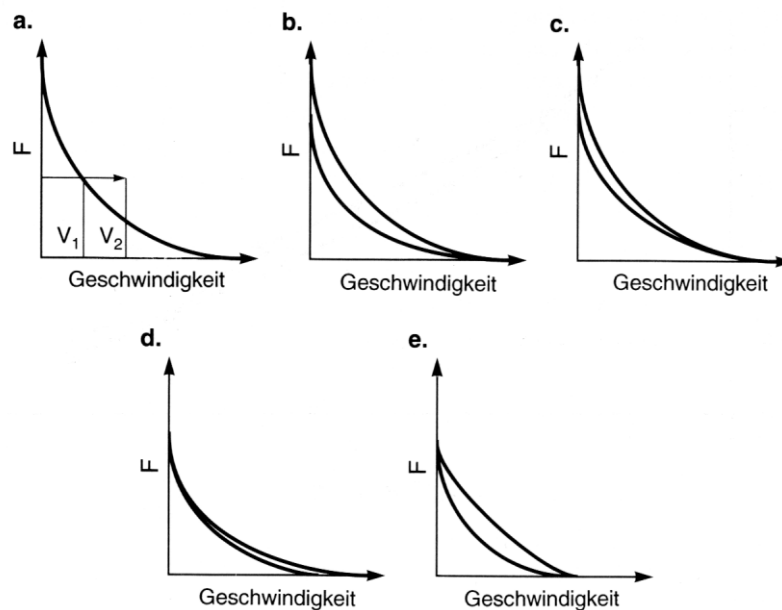 a.
F
V₁ V₂
Geschwindigkeit
b.
F
Geschwindigkeit
c.
F
Geschwindigkeit
d.
F
Geschwindigkeit
e.
F
Geschwindigkeit